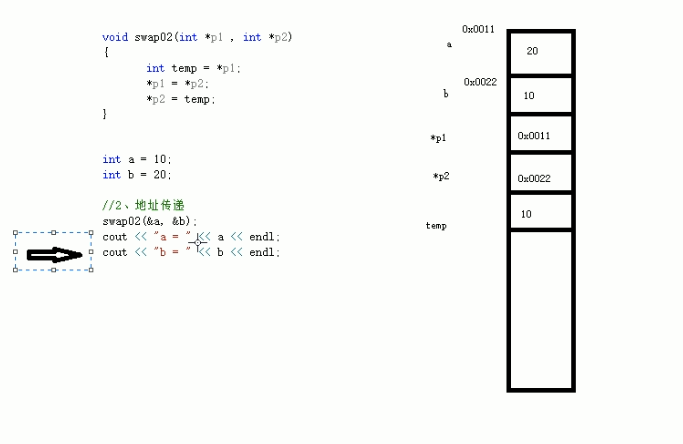 void swap02(int *p1 , int *p2)
{
int temp = *p1;
*p1 = *p2;
*p2 = temp;
}
int a = 10;
int b = 20;
//2、地址传递
swap02(&a, &b);
cout << "a = " << a << endl;
cout << "b = " << b << endl;
0x0011
a
20
0x0022
b
10
*p1
0x0011
*p2
0x0022
temp
10